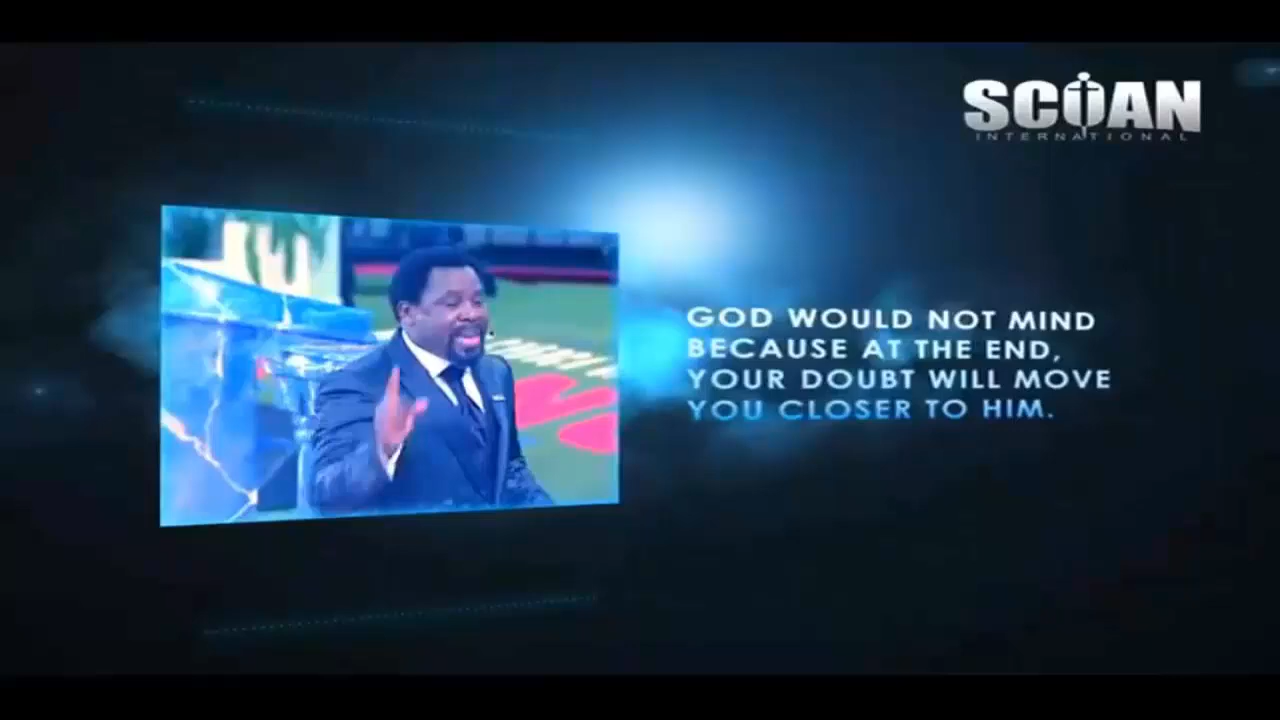 SCOAN
INTERNATIONAL
GOD WOULD NOT MIND
BECAUSE AT THE END,
YOUR DOUBT WILL MOVE
YOU CLOSER TO HIM.